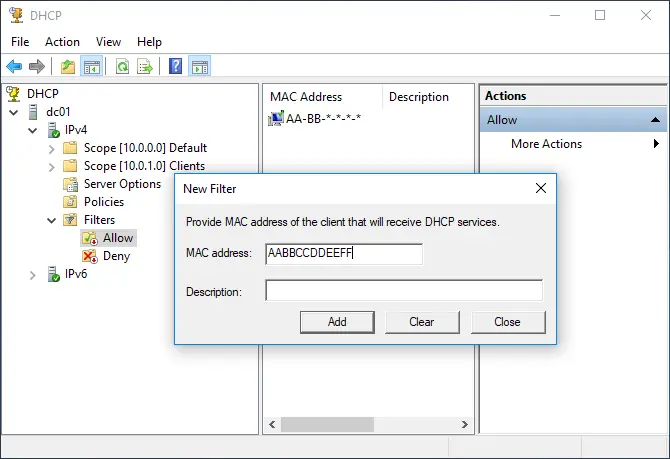 DHCP
File Action View Help
DHCP
dc01
IPv4
Scope [10.0.0.0] Default
Scope [10.0.1.0] Clients
Server Options
Policies
Filters
Allow
Deny
IPv6
MAC Address Description
AA-BB-*-*-*-*
Actions
Allow
More Actions
New Filter
Provide MAC address of the client that will receive DHCP services.
MAC address: AABBCCDDEEFF
Description:
Add Clear Close